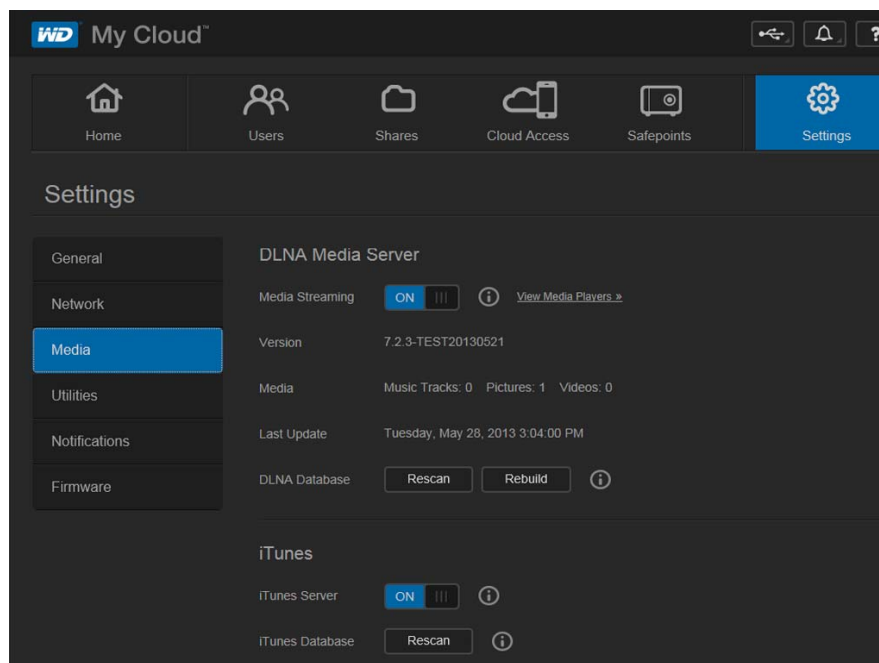 WD My Cloud™
?
Home Users Shares Cloud Access Safepoints Settings
Settings
General
Network
Media
Utilities
Notifications
Firmware
DLNA Media Server
Media Streaming ON View Media Players »
Version 7.2.3-TEST20130521
Media Music Tracks: 0 Pictures: 1 Videos: 0
Last Update Tuesday, May 28, 2013 3:04:00 PM
DLNA Database Rescan Rebuild
iTunes
iTunes Server ON
iTunes Database Rescan